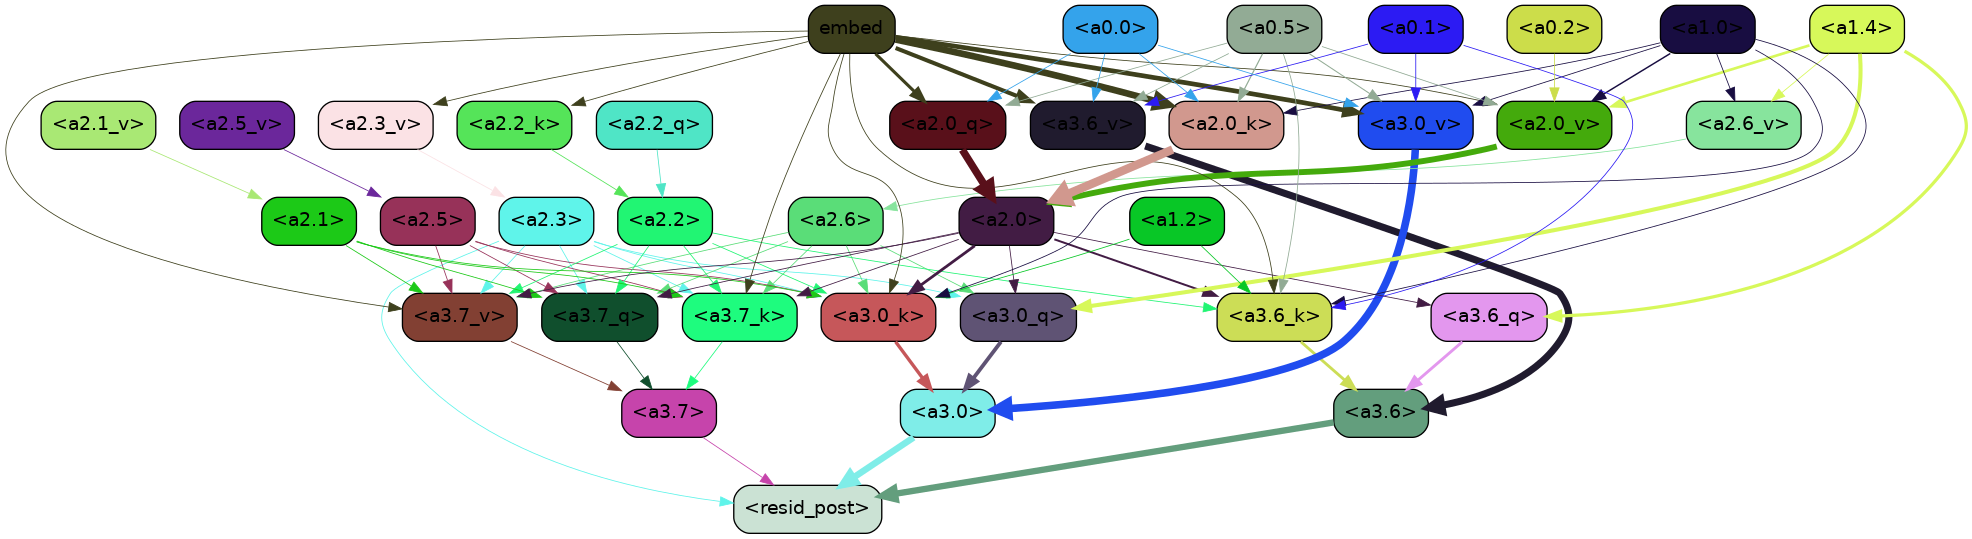 embed <a0.0> <a0.5> <a0.1> <a0.2> <a1.0> <a1.4>
<a2.1_v> <a2.5_v> <a2.3_v> <a2.2_k> <a2.2_q> <a2.0_q> <a3.6_v> <a2.0_k> <a3.0_v> <a2.0_v> <a2.6_v>
<a2.1> <a2.5> <a2.3> <a2.2> <a2.6> <a2.0> <a1.2>
<a3.7_v> <a3.7_q> <a3.7_k> <a3.0_k> <a3.0_q> <a3.6_k> <a3.6_q>
<a3.7> <a3.0> <a3.6>
<resid_post>